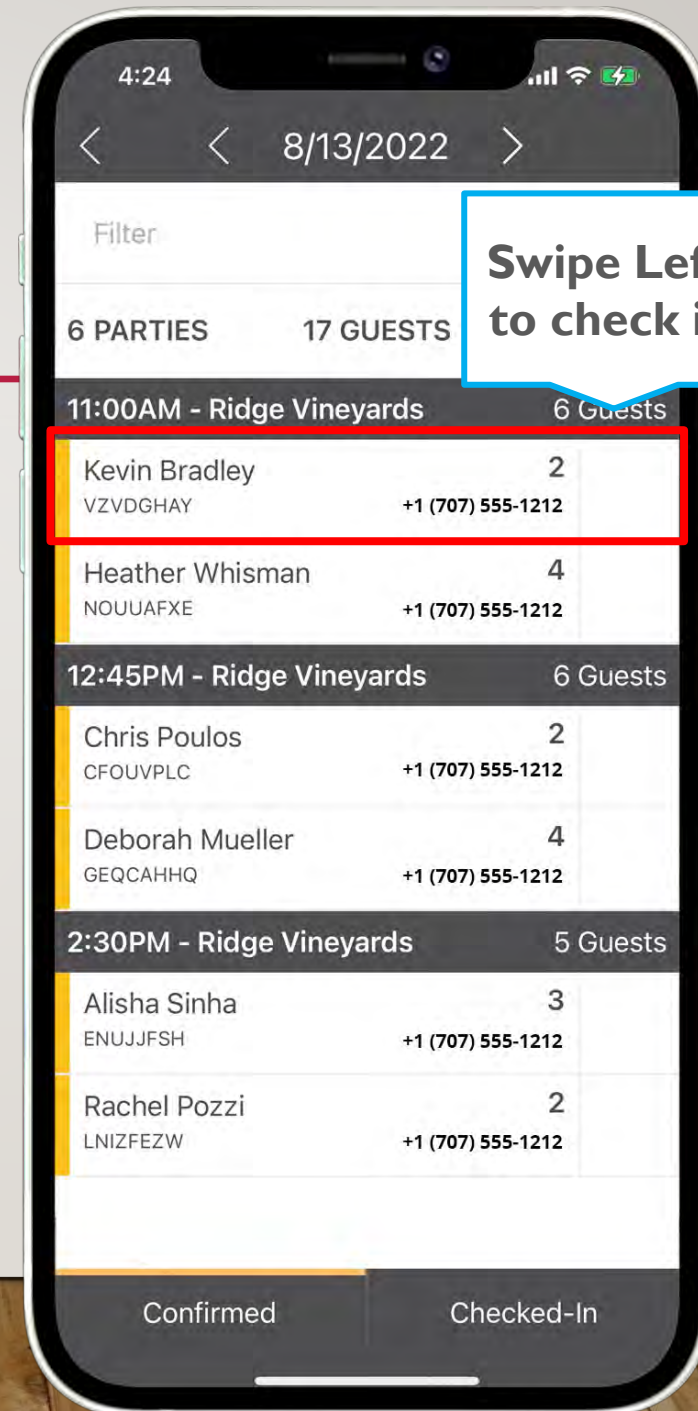 4:24
8/13/2022
Filter
Swipe Lef
to check i
6 PARTIES 17 GUESTS
11:00AM - Ridge Vineyards 6 Guests
Kevin Bradley 2
VZVDGHAY +1 (707) 555-1212
Heather Whisman 4
NOUUAFXE +1 (707) 555-1212
12:45PM - Ridge Vineyards 6 Guests
Chris Poulos 2
CFOUVPLC +1 (707) 555-1212
Deborah Mueller 4
GEQCAHHQ +1 (707) 555-1212
2:30PM - Ridge Vineyards 5 Guests
Alisha Sinha 3
ENUJJFSH +1 (707) 555-1212
Rachel Pozzi 2
LNIZFEZW +1 (707) 555-1212
Confirmed Checked-In